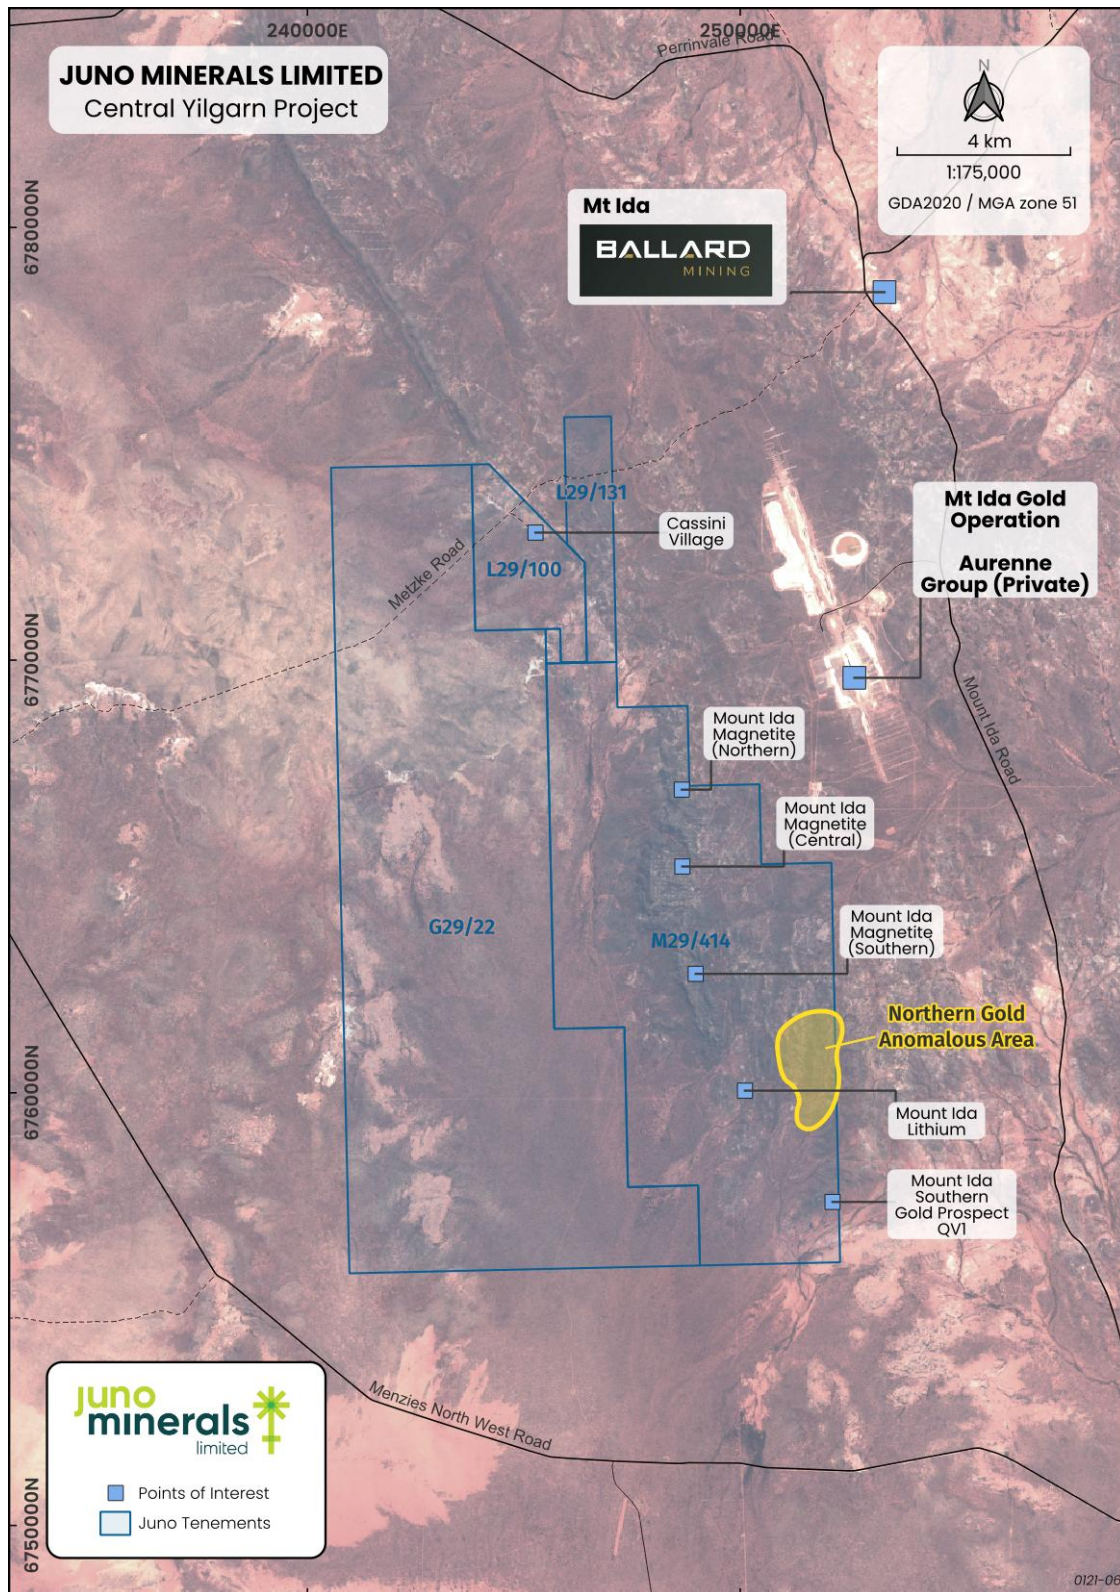 240000E
250000E
Perrinvale Road
JUNO MINERALS LIMITED
Central Yilgarn Project
N
4 km
1:175,000
GDA2020 / MGA zone 51
6780000N
Mt Ida
BALLARD
MINING
L29/131
Cassini
Village
L29/100
Metzke Road
Mt Ida Gold
Operation
Aurenne
Group (Private)
6770000N
Mount Ida Road
Mount Ida
Magnetite
(Northern)
Mount Ida
Magnetite
(Central)
G29/22
M29/414
Mount Ida
Magnetite
(Southern)
Northern Gold
Anomalous Area
6760000N
Mount Ida
Lithium
Mount Ida
Southern
Gold Prospect
QV1
Menzies North West Road
juno
minerals
limited
Points of Interest
Juno Tenements
6750000N